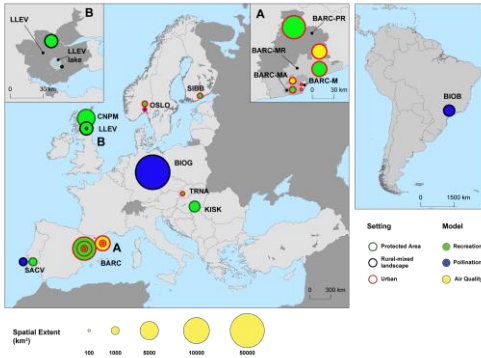 B
LLEV
LLEV
lake
0 20 km
A
BARC-PR
BARC-MR
BARC-MA
BARC-M
0 30 km
SIBB
OSLO
CNPM
LLEV
B
BIOG
TRNA
KISK
A
BARC
SACV
0 300 km
BIOB
0 1500 km
Setting
Protected Area
Rural-mixed
landscape
Urban
Model
Recreation
Pollination
Air Quality
Spatial Extent
(km²)
100 1000 5000 10000 50000